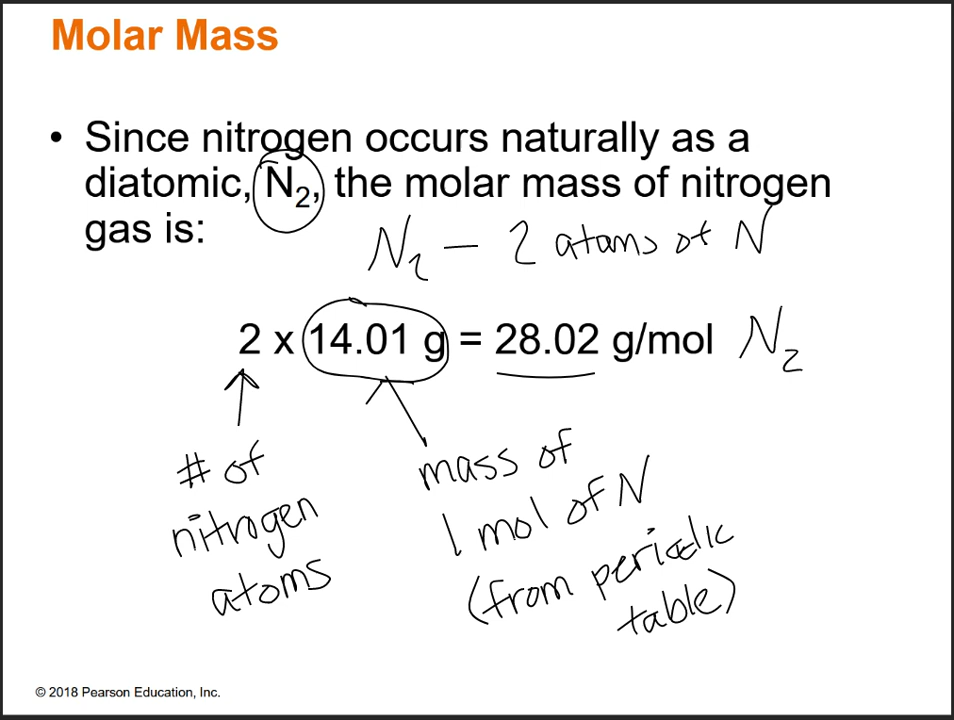 Molar Mass
• Since nitrogen occurs naturally as a
diatomic, N₂, the molar mass of nitrogen
gas is:
N₂ — 2 atoms of N
2 x 14.01 g = 28.02 g/mol N₂
# of
nitrogen
atoms
mass of
1 mol of N
(from periodic
table)
© 2018 Pearson Education, Inc.